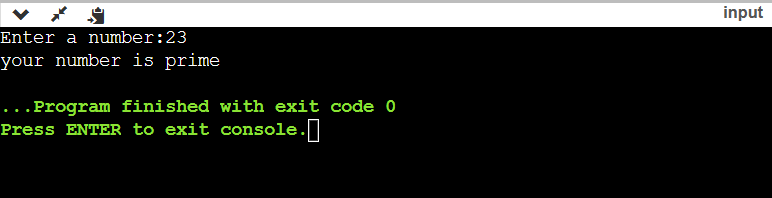 input
Enter a number:23
your number is prime
...Program finished with exit code 0
Press ENTER to exit console.